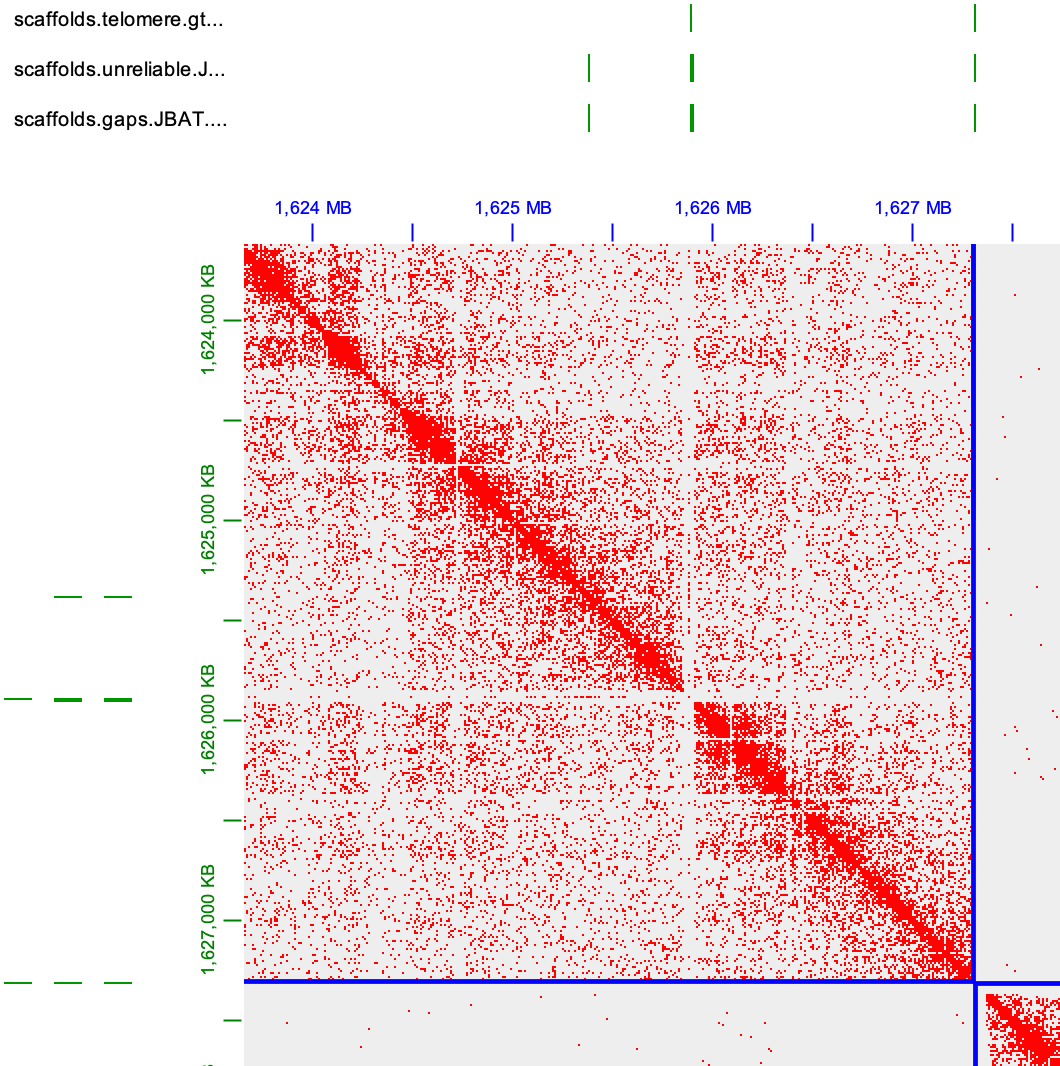 scaffolds.telomere.gt...
scaffolds.unreliable.J...
scaffolds.gaps.JBAT....
1,624 MB 1,625 MB 1,626 MB 1,627 MB
1,624,000 KB
1,625,000 KB
1,626,000 KB
1,627,000 KB